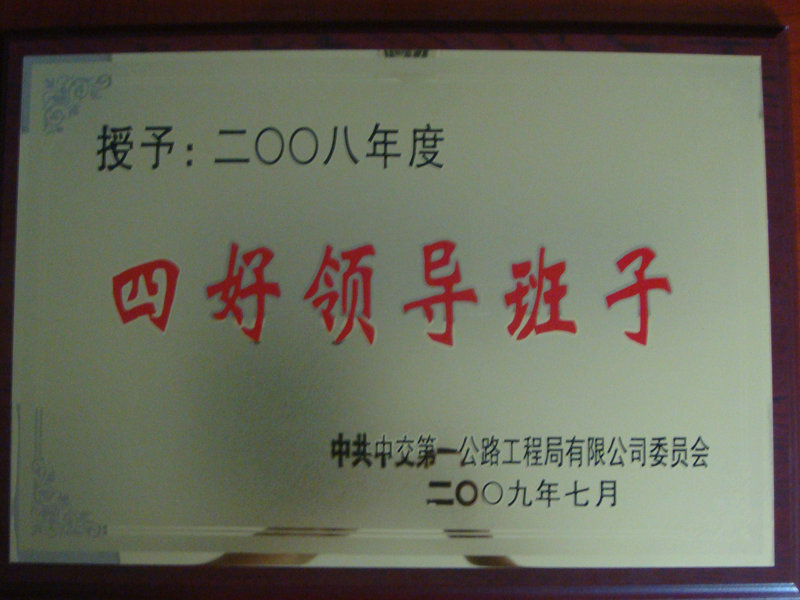 授予：二〇〇八年度
四好领导班子
中共中交第一公路工程局有限公司委员会
二〇〇九年七月